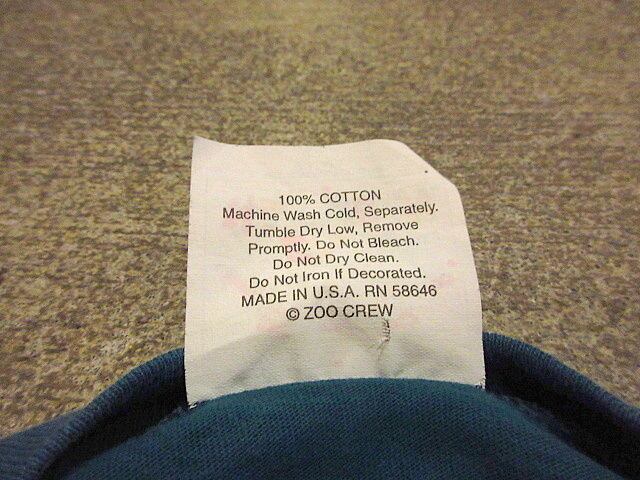 100% COTTON
Machine Wash Cold, Separately.
Tumble Dry Low, Remove
Promptly. Do Not Bleach.
Do Not Dry Clean.
Do Not Iron If Decorated.
MADE IN U.S.A. RN 58646
© ZOO CREW